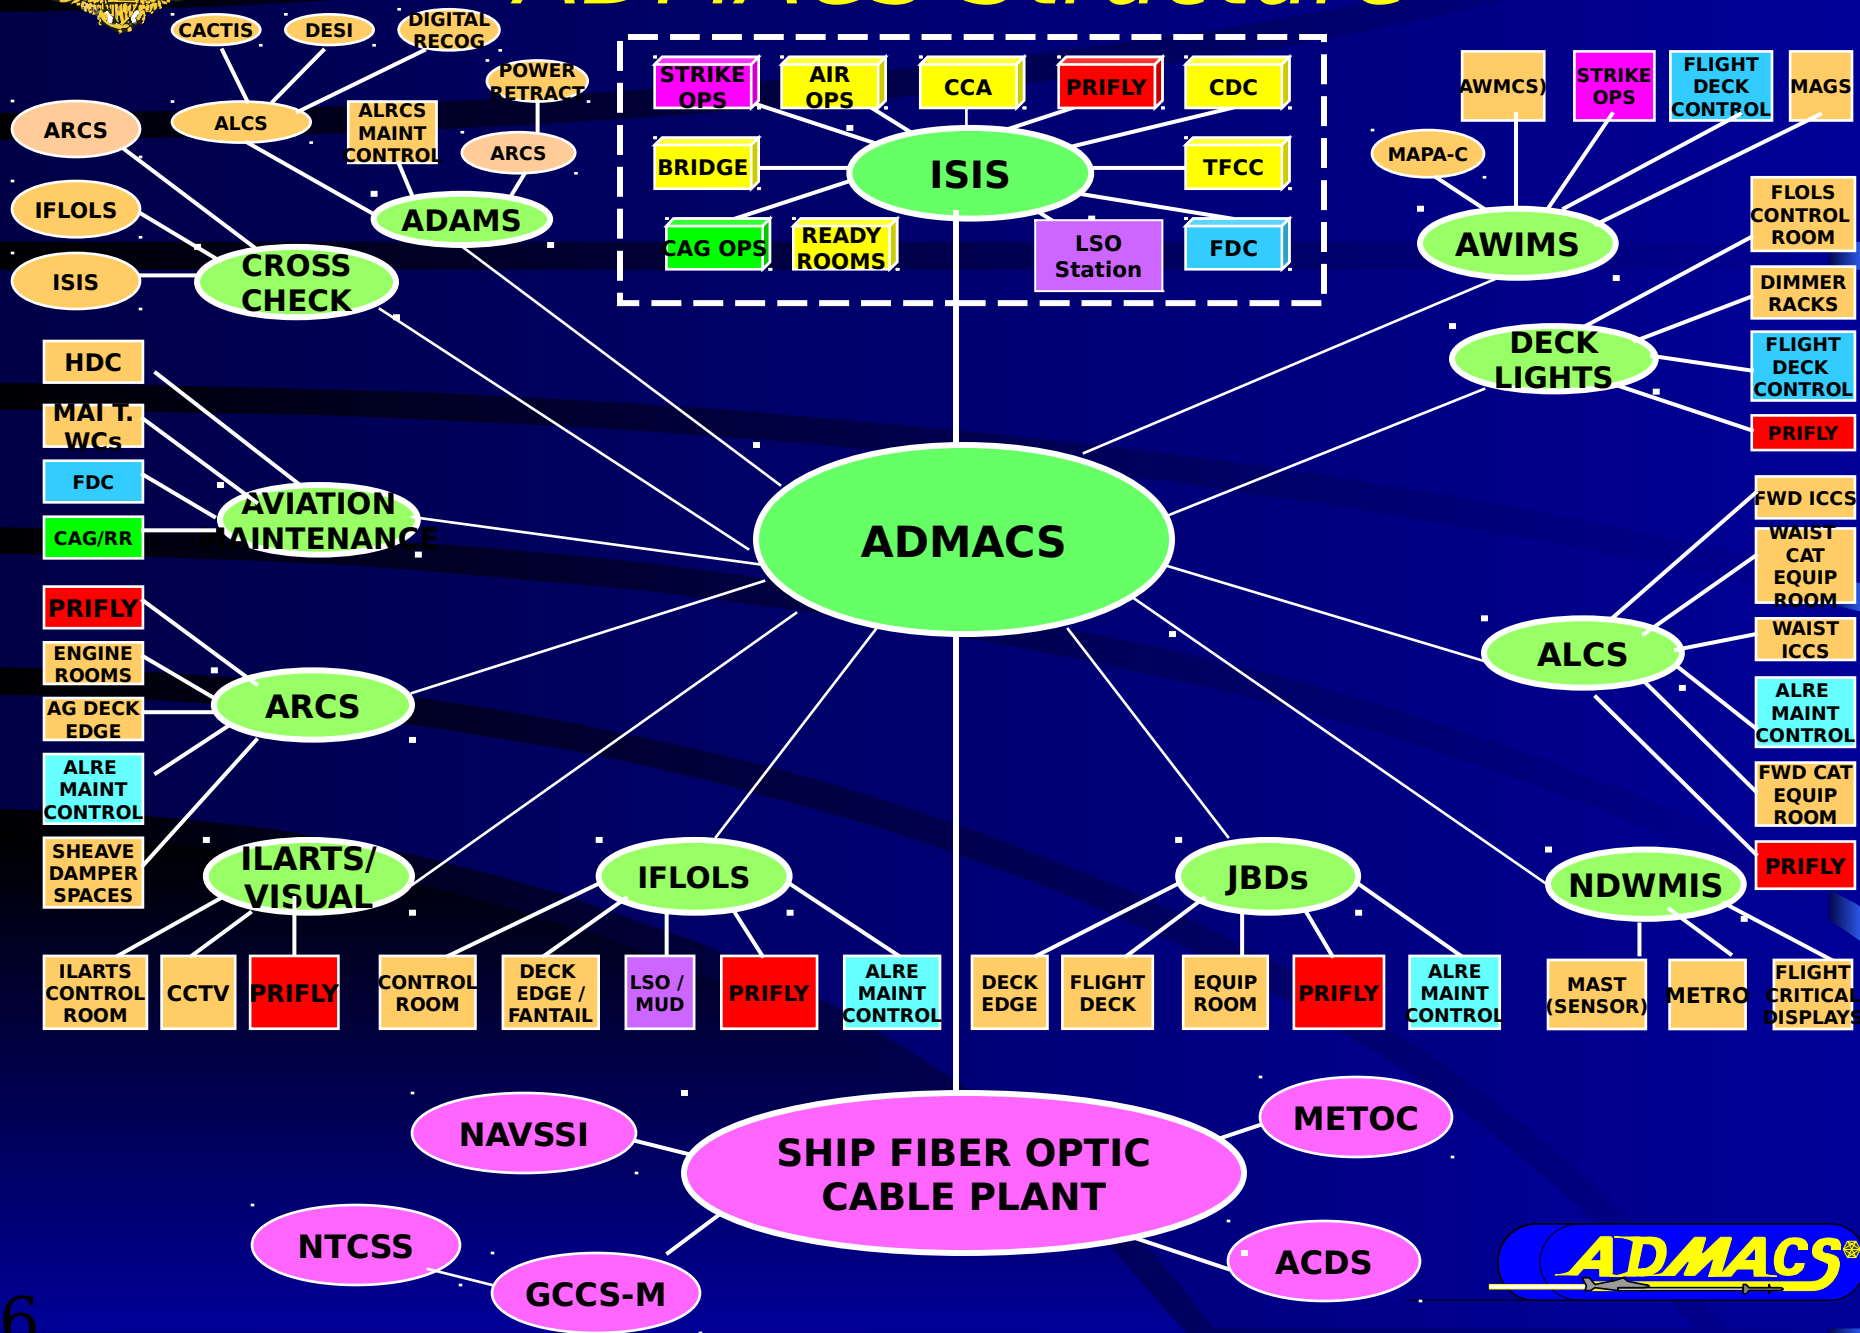 ADMACS Structure
CACTIS
DESI
DIGITAL
RECOG
POWER
RETRACT
ARCS
ALCS
ALRCS
MAINT
CONTROL
ARCS
IFLOLS
ADAMS
ISIS
CROSS
CHECK
STRIKE
OPS
AIR
OPS
CCA
PRIFLY
CDC
BRIDGE
ISIS
TFCC
CAG OPS
READY
ROOMS
LSO
Station
FDC
AWMCS)
STRIKE
OPS
FLIGHT
DECK
CONTROL
MAGS
MAPA-C
AWIMS
FLOLS
CONTROL
ROOM
DIMMER
RACKS
DECK
LIGHTS
FLIGHT
DECK
CONTROL
PRIFLY
HDC
MAI T.
WCs
FDC
CAG/RR
AVIATION
MAINTENANCE
ADMACS
FWD ICCS
WAIST
CAT
EQUIP
ROOM
WAIST
ICCS
ALCS
ALRE
MAINT
CONTROL
FWD CAT
EQUIP
ROOM
PRIFLY
PRIFLY
ENGINE
ROOMS
AG DECK
EDGE
ARCS
ALRE
MAINT
CONTROL
SHEAVE
DAMPER
SPACES
ILARTS/
VISUAL
IFLOLS
JBDs
NDWMIS
ILARTS
CONTROL
ROOM
CCTV
PRIFLY
CONTROL
ROOM
DECK
EDGE /
FANTAIL
LSO /
MUD
PRIFLY
ALRE
MAINT
CONTROL
DECK
EDGE
FLIGHT
DECK
EQUIP
ROOM
PRIFLY
ALRE
MAINT
CONTROL
MAST
(SENSOR)
METRO
FLIGHT
CRITICAL
DISPLAYS
NAVSSI
METOC
SHIP FIBER OPTIC
CABLE PLANT
NTCSS
GCCS-M
ACDS
ADMACS
6